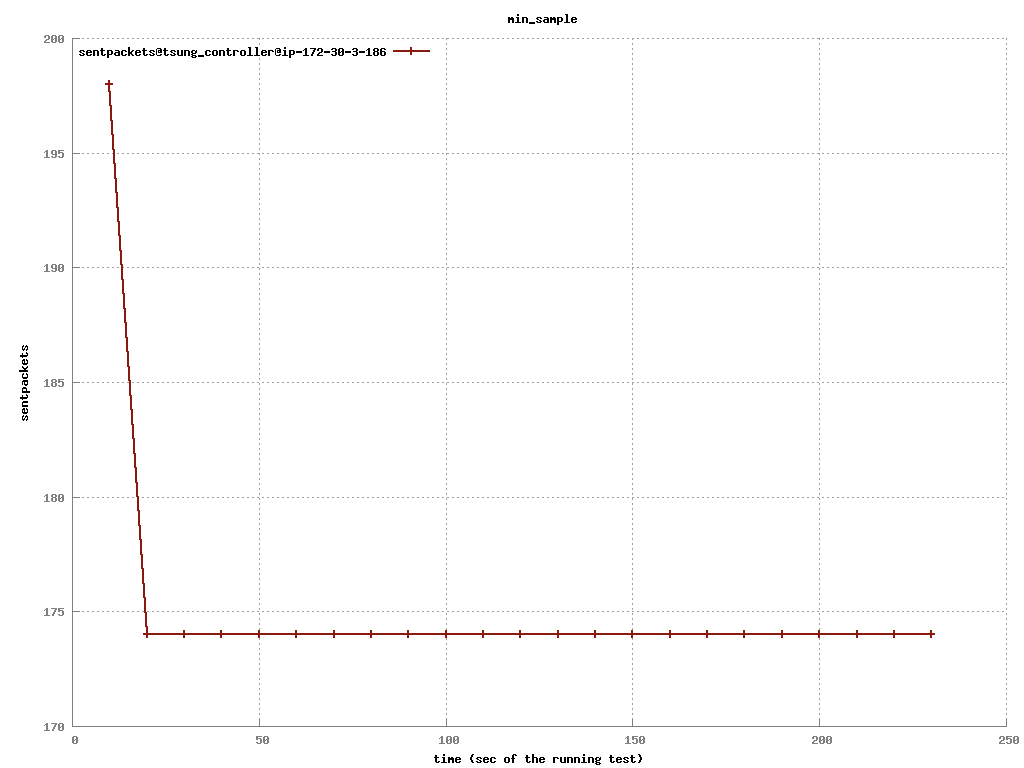 min_sample
200
sentpackets@tsung_controller@ip-172-30-3-186
195
190
185
sentpackets
180
175
170
0 50 100 150 200 250
time (sec of the running test)